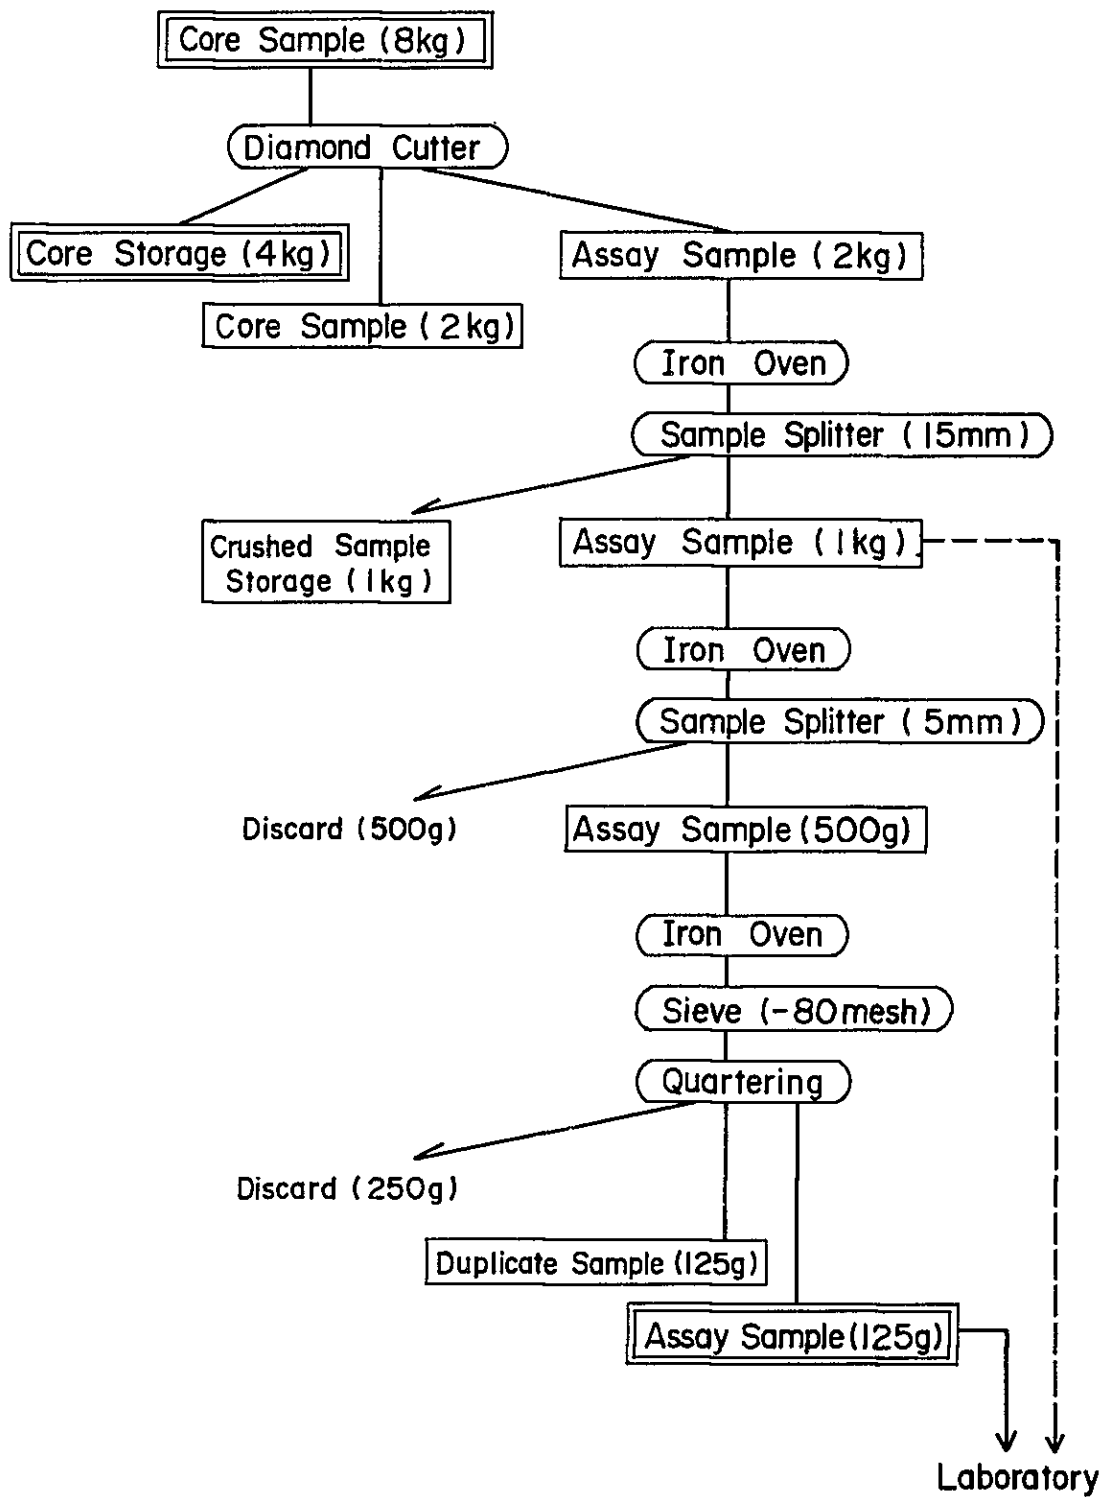 Core Sample (8kg)
Diamond Cutter
Core Storage (4kg)
Assay Sample (2kg)
Core Sample (2kg)
Iron Oven
Sample Splitter (15mm)
Crushed Sample
Storage (1kg)
Assay Sample (1kg)
Iron Oven
Sample Splitter (5mm)
Discard (500g)
Assay Sample (500g)
Iron Oven
Sieve (-80mesh)
Quartering
Discard (250g)
Duplicate Sample (125g)
Assay Sample (125g)
Laboratory